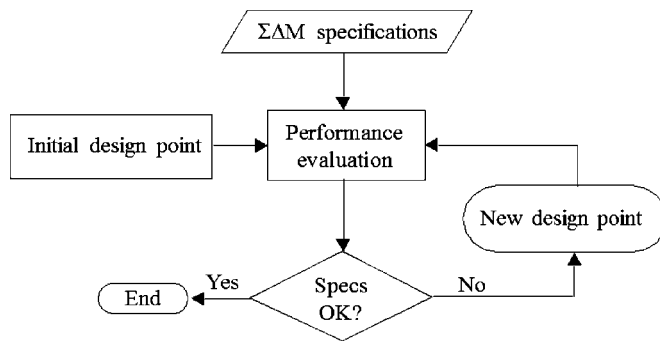 ΣΔM specifications
Initial design point
Performance
evaluation
New design point
Yes
No
End
Specs
OK?